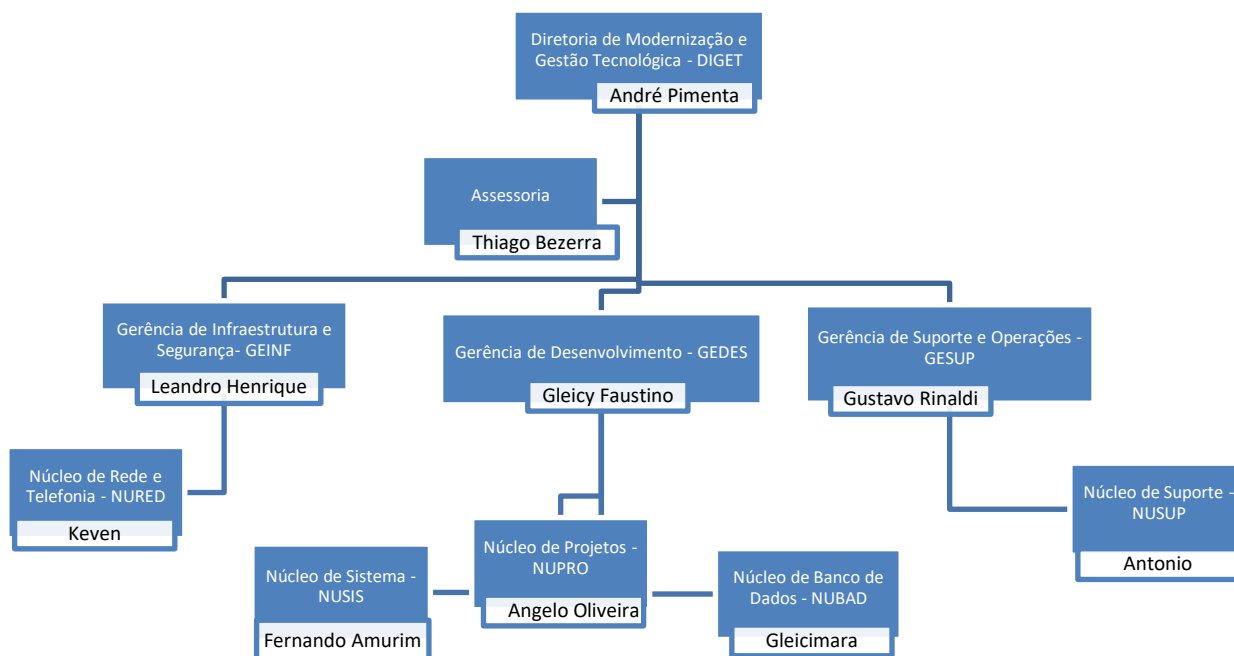 Diretoria de Modernização e
Gestão Tecnológica - DIGET
André Pimenta
Assessoria
Thiago Bezerra
Gerência de Infraestrutura e
Segurança- GEINF
Leandro Henrique
Gerência de Desenvolvimento - GEDES
Gleicy Faustino
Gerência de Suporte e Operações -
GESUP
Gustavo Rinaldi
Núcleo de Rede e
Telefonia - NURED
Keven
Núcleo de Suporte -
NUSUP
Antonio
Núcleo de Sistema -
NUSIS
Fernando Amurim
Núcleo de Projetos -
NUPRO
Angelo Oliveira
Núcleo de Banco de
Dados - NUBAD
Gleicimara